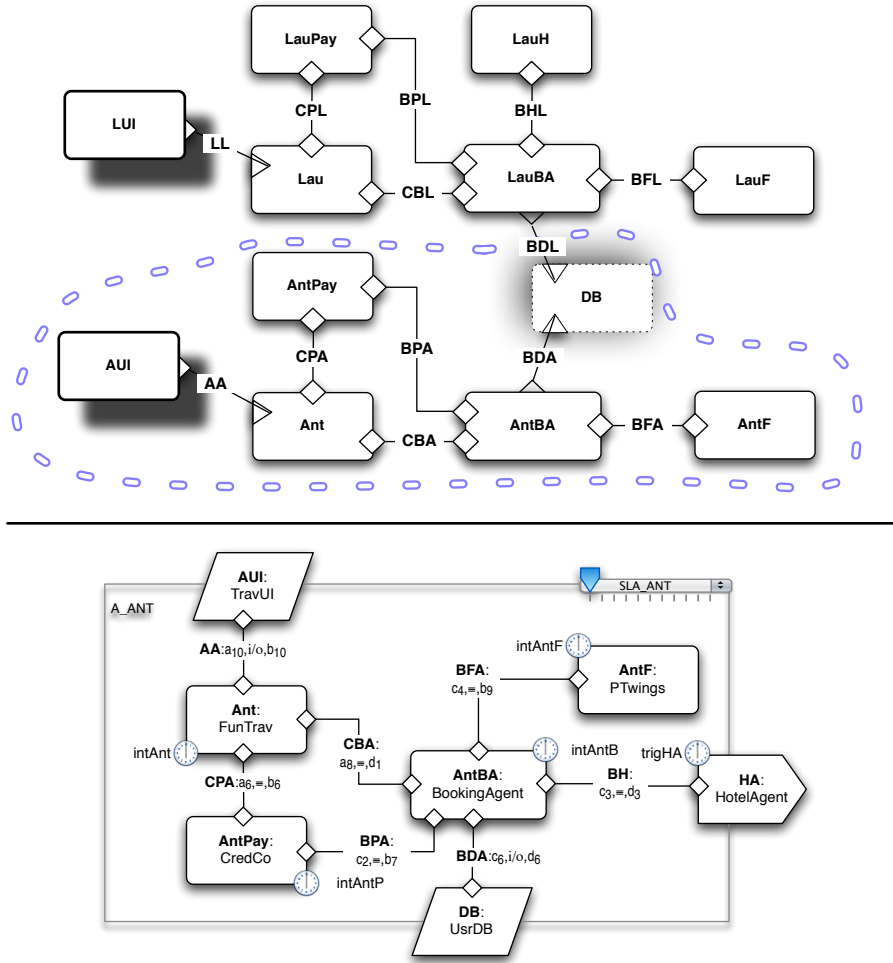 LauPay
LauH
CPL
BPL
BHL
LUI
LL
Lau
CBL
LauBA
BFL
LauF
BDL
AntPay
DB
CPA
BPA
BDA
AUI
AA
Ant
CBA
AntBA
BFA
AntF
AUI:
TravUI
SLA_ANT
A_ANT
AA:a10,i/o,b10
intAntF
AntF:
PTwings
BFA:
c4,≡,b9
Ant:
FunTrav
intAnt
CBA:
a8,≡,d1
intAntB
trigHA
AntBA:
BookingAgent
BH:
c3,≡,d3
HA:
HotelAgent
CPA:a6,≡,b6
AntPay:
CredCo
BPA:
c2,≡,b7
intAntP
BDA:c6,i/o,d6
DB:
UsrDB